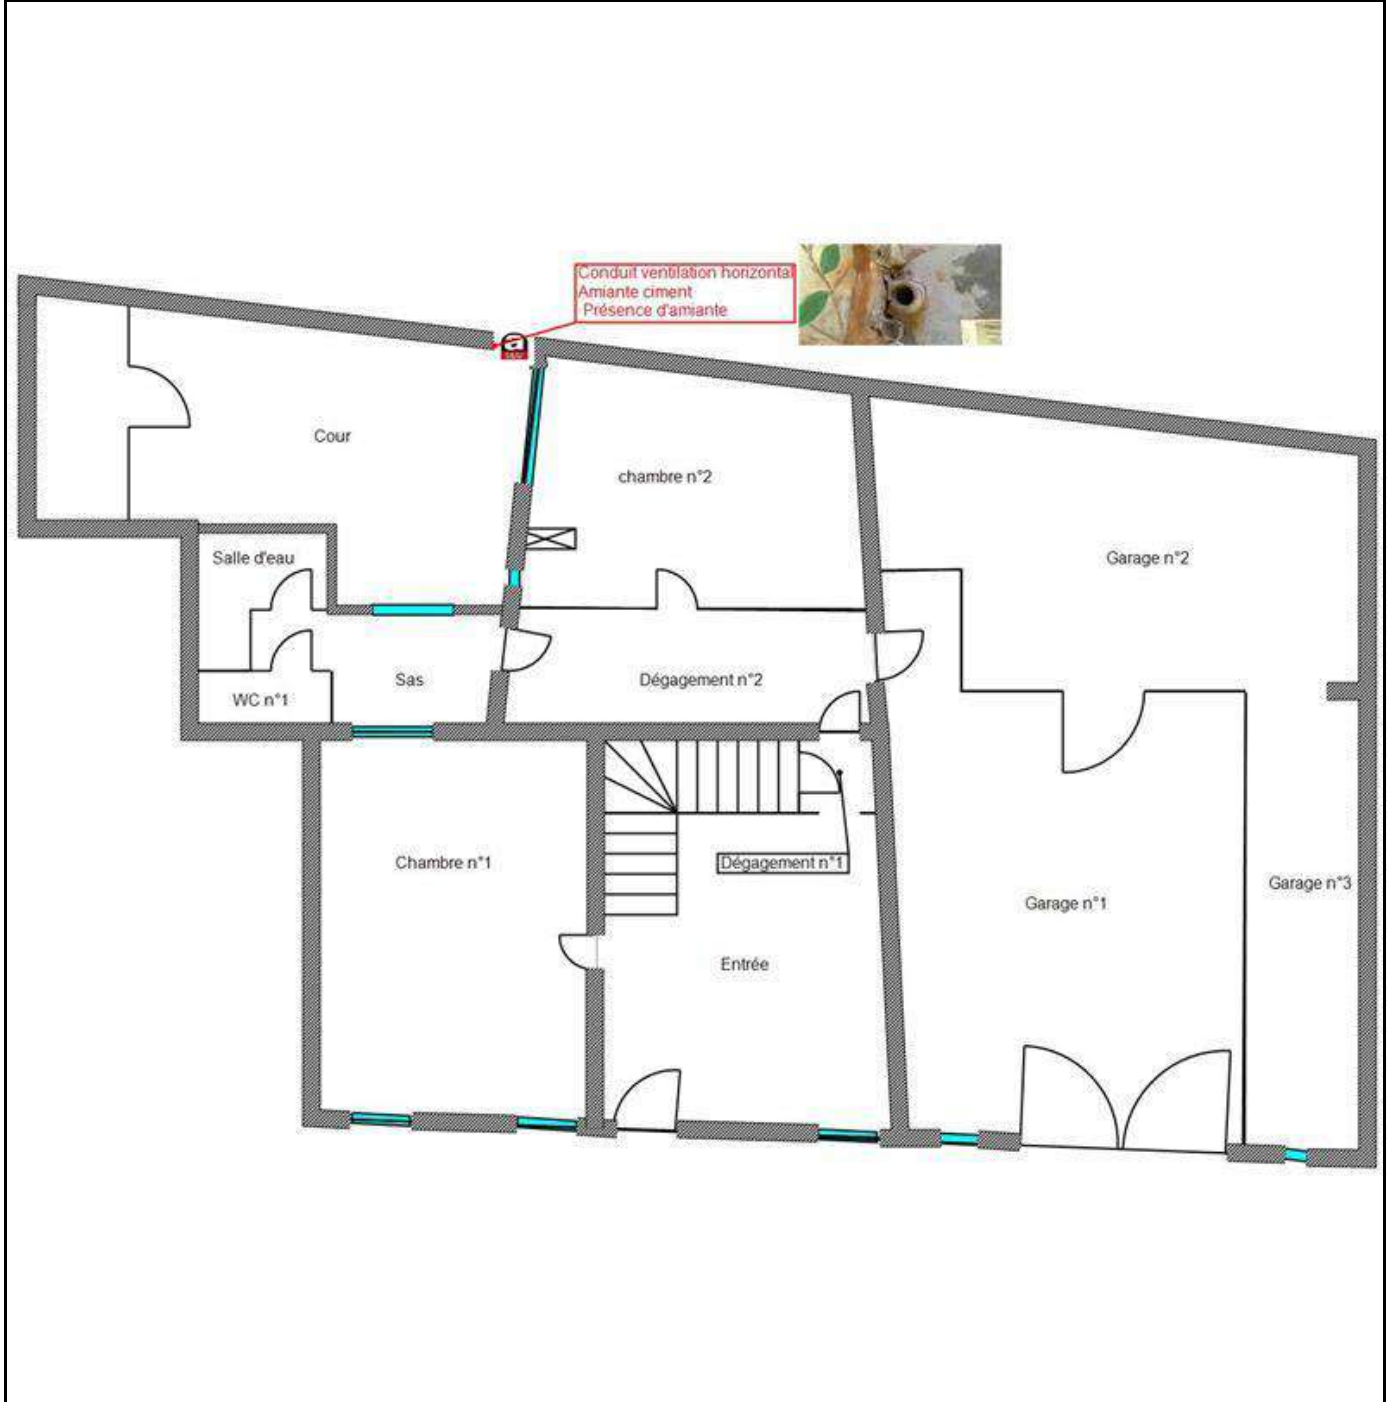 Conduit ventilation horizontal
Amiante ciment
Présence d'amiante
a
Cour
chambre n°2
Salle d'eau
Garage n°2
Sas
Dégagement n°2
WC n°1
Chambre n°1
Dégagement n°1
Garage n°3
Garage n°1
Entrée